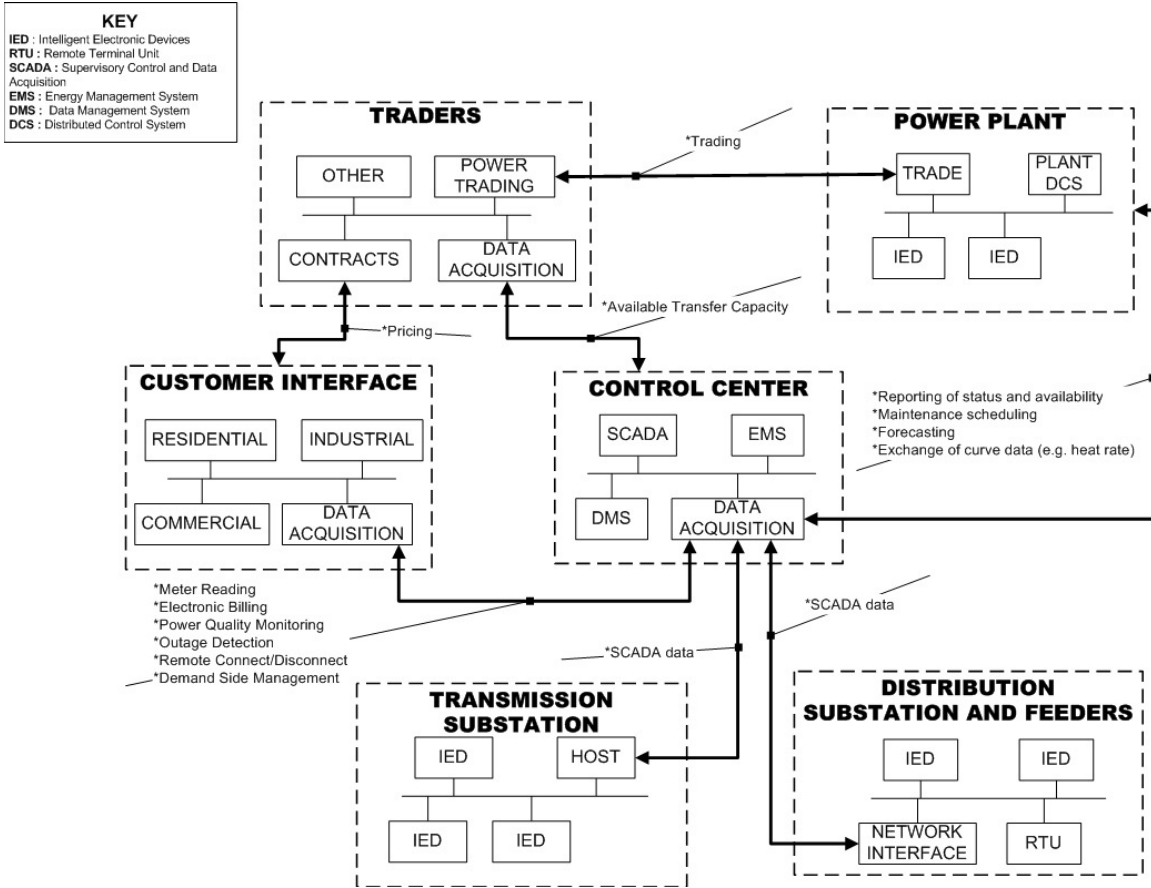 KEY
IED : Intelligent Electronic Devices
RTU : Remote Terminal Unit
SCADA : Supervisory Control and Data
Acquisition
EMS : Energy Management System
DMS : Data Management System
DCS : Distributed Control System
TRADERS
OTHER
POWER
TRADING
CONTRACTS
DATA
ACQUISITION
*Trading
POWER PLANT
TRADE
PLANT
DCS
IED
IED
*Pricing
*Available Transfer Capacity
CUSTOMER INTERFACE
RESIDENTIAL
INDUSTRIAL
COMMERCIAL
DATA
ACQUISITION
CONTROL CENTER
SCADA
EMS
DMS
DATA
ACQUISITION
*Reporting of status and availability
*Maintenance scheduling
*Forecasting
*Exchange of curve data (e.g. heat rate)
*Meter Reading
*Electronic Billing
*Power Quality Monitoring
*Outage Detection
*Remote Connect/Disconnect
*Demand Side Management
*SCADA data
*SCADA data
TRANSMISSION
SUBSTATION
IED
HOST
IED
IED
DISTRIBUTION
SUBSTATION AND FEEDERS
IED
IED
NETWORK
INTERFACE
RTU